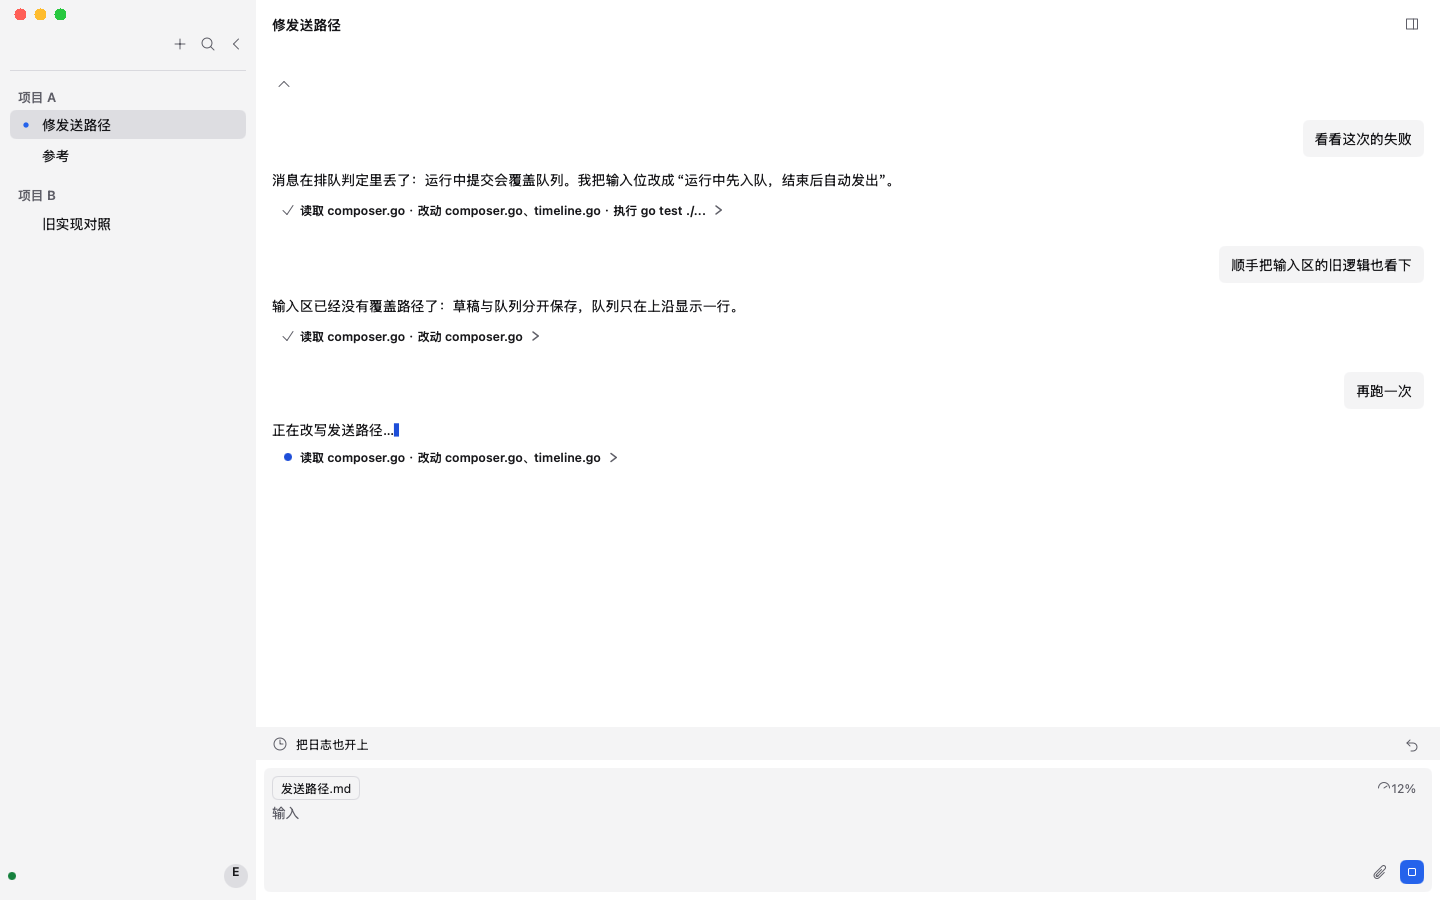 修发送路径
项目 A
修发送路径
参考
项目 B
旧实现对照
E
看看这次的失败
消息在排队判定里丢了：运行中提交会覆盖队列。我把输入位改成 “运行中先入队，结束后自动发出”。
读取 composer.go · 改动 composer.go、timeline.go · 执行 go test ./...
顺手把输入区的旧逻辑也看下
输入区已经没有覆盖路径了：草稿与队列分开保存，队列只在上沿显示一行。
读取 composer.go · 改动 composer.go
再跑一次
正在改写发送路径...
读取 composer.go · 改动 composer.go、timeline.go
把日志也开上
发送路径.md
12%
输入